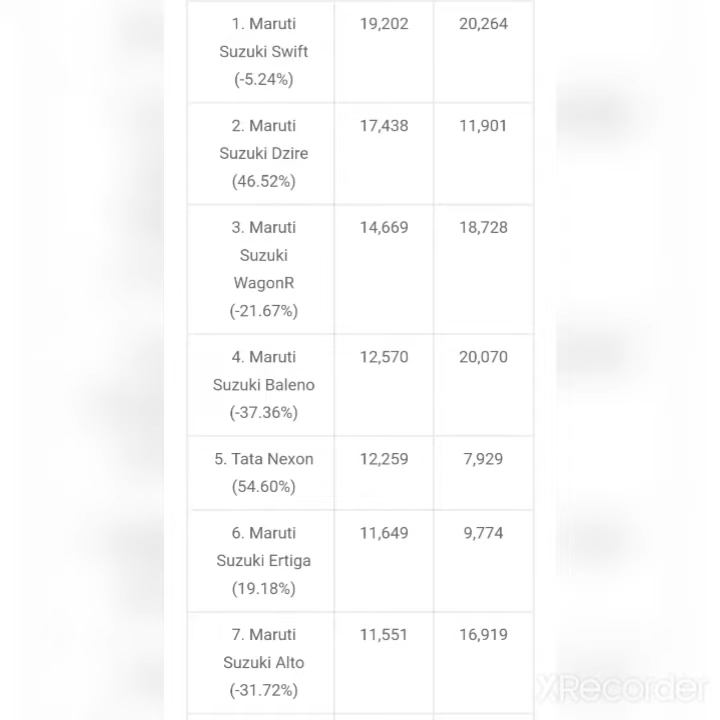 1. Maruti 19,202 20,264
Suzuki Swift
(-5.24%)
2. Maruti 17,438 11,901
Suzuki Dzire
(46.52%)
3. Maruti 14,669 18,728
Suzuki
WagonR
(-21.67%)
4. Maruti 12,570 20,070
Suzuki Baleno
(-37.36%)
5. Tata Nexon 12,259 7,929
(54.60%)
6. Maruti 11,649 9,774
Suzuki Ertiga
(19.18%)
7. Maruti 11,551 16,919
Suzuki Alto
(-31.72%)
XRecorder